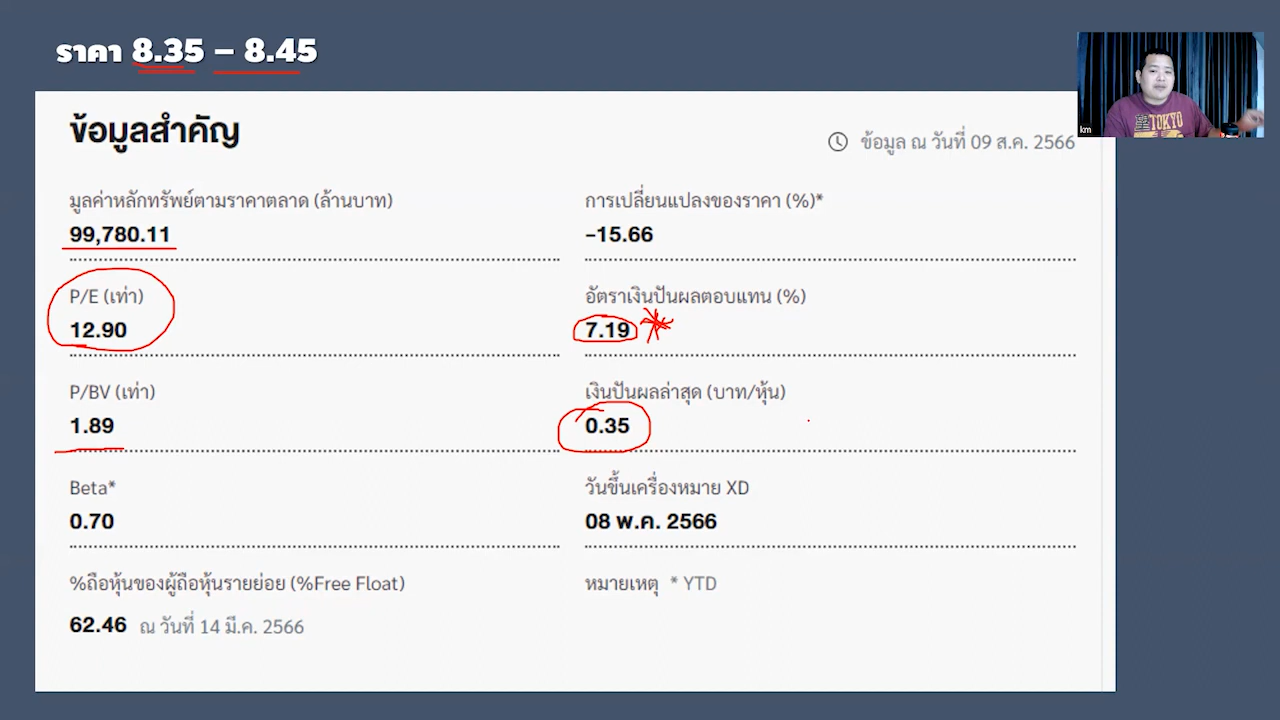 ราคา 8.35 – 8.45
ข้อมูลสำคัญ
ข้อมูล ณ วันที่ 09 ส.ค. 2566
มูลค่าหลักทรัพย์ตามราคาตลาด (ล้านบาท)
99,780.11
การเปลี่ยนแปลงของราคา (%)*
-15.66
P/E (เท่า)
12.90
อัตราเงินปันผลตอบแทน (%)
7.19
P/BV (เท่า)
1.89
เงินปันผลล่าสุด (บาท/หุ้น)
0.35
Beta*
0.70
วันขึ้นเครื่องหมาย XD
08 พ.ค. 2566
%ถือหุ้นของผู้ถือหุ้นรายย่อย (%Free Float)
62.46 ณ วันที่ 14 มี.ค. 2566
หมายเหตุ * YTD
TOKYO
km